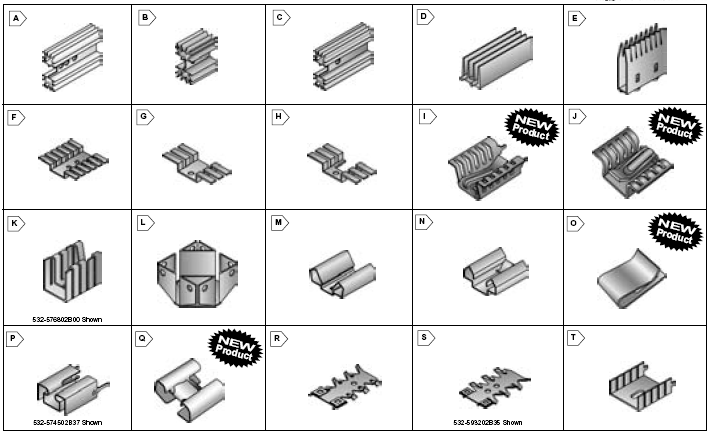 A
B
C
D
E
F
G
H
I
NEW
Product
J
NEW
Product
K
532-576802B00 Shown
L
M
N
O
NEW
Product
P
532-574502B37 Shown
Q
NEW
Product
R
S
532-593202B35 Shown
T